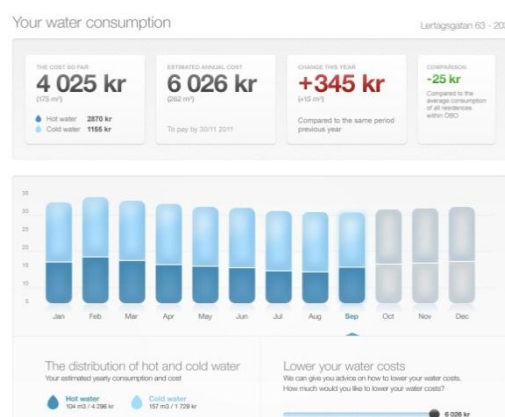 Your water consumption
Lertagsgatan 63 - 20
THE COST SO FAR
4 025 kr
(175 m²)
Hot water 2870 kr
Cold water 1155 kr
ESTIMATED ANNUAL COST
6 026 kr
(262 m²)
To pay by 30/11 2011
CHANGE THIS YEAR
+345 kr
(+15 m²)
Compared to the same period
previous year
COMPARISON
-25 kr
Compared to the
average consumption
of all residences
within DBO
35
30
25
20
15
10
5
Jan Feb Mar Apr May Jun Jul Aug Sep Oct Nov Dec
The distribution of hot and cold water
Your estimated yearly consumption and cost
Hot water
104 m3 / 4 298 kr
Cold water
157 m3 / 1 729 kr
Lower your water costs
We can give you advice on how to lower your water costs.
How much would you like to lower your water costs?
6 026 kr